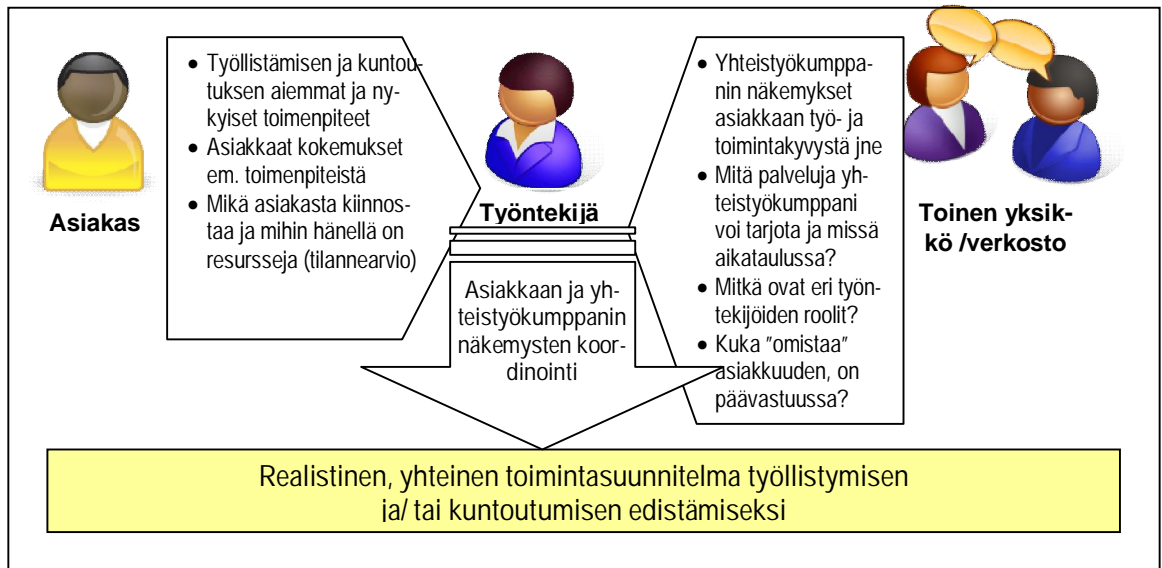 Asiakas
• Työllistämisen ja kuntou-
tuksen aiemmat ja ny-
kyiset toimenpiteet
• Asiakkaat kokemukset
em. toimenpiteistä
• Mikä asiakasta kiinnos-
taa ja mihin hänellä on
resursseja (tilannearvio)
Työntekijä
Asiakkaan ja yh-
teistyökumppanin
näkemysten koor-
dinointi
• Yhteistyökumppa-
nin näkemykset
asiakkaan työ- ja
toimintakyvystä jne
• Mitä palveluja yh-
teistyökumppani
voi tarjota ja missä
aikataulussa?
• Mitkä ovat eri työn-
tekijöiden roolit?
• Kuka ”omistaa”
asiakkuuden, on
päävastuussa?
Toinen yksik-
kö /verkosto
Realistinen, yhteinen toimintasuunnitelma työllistymisen
ja/ tai kuntoutumisen edistämiseksi